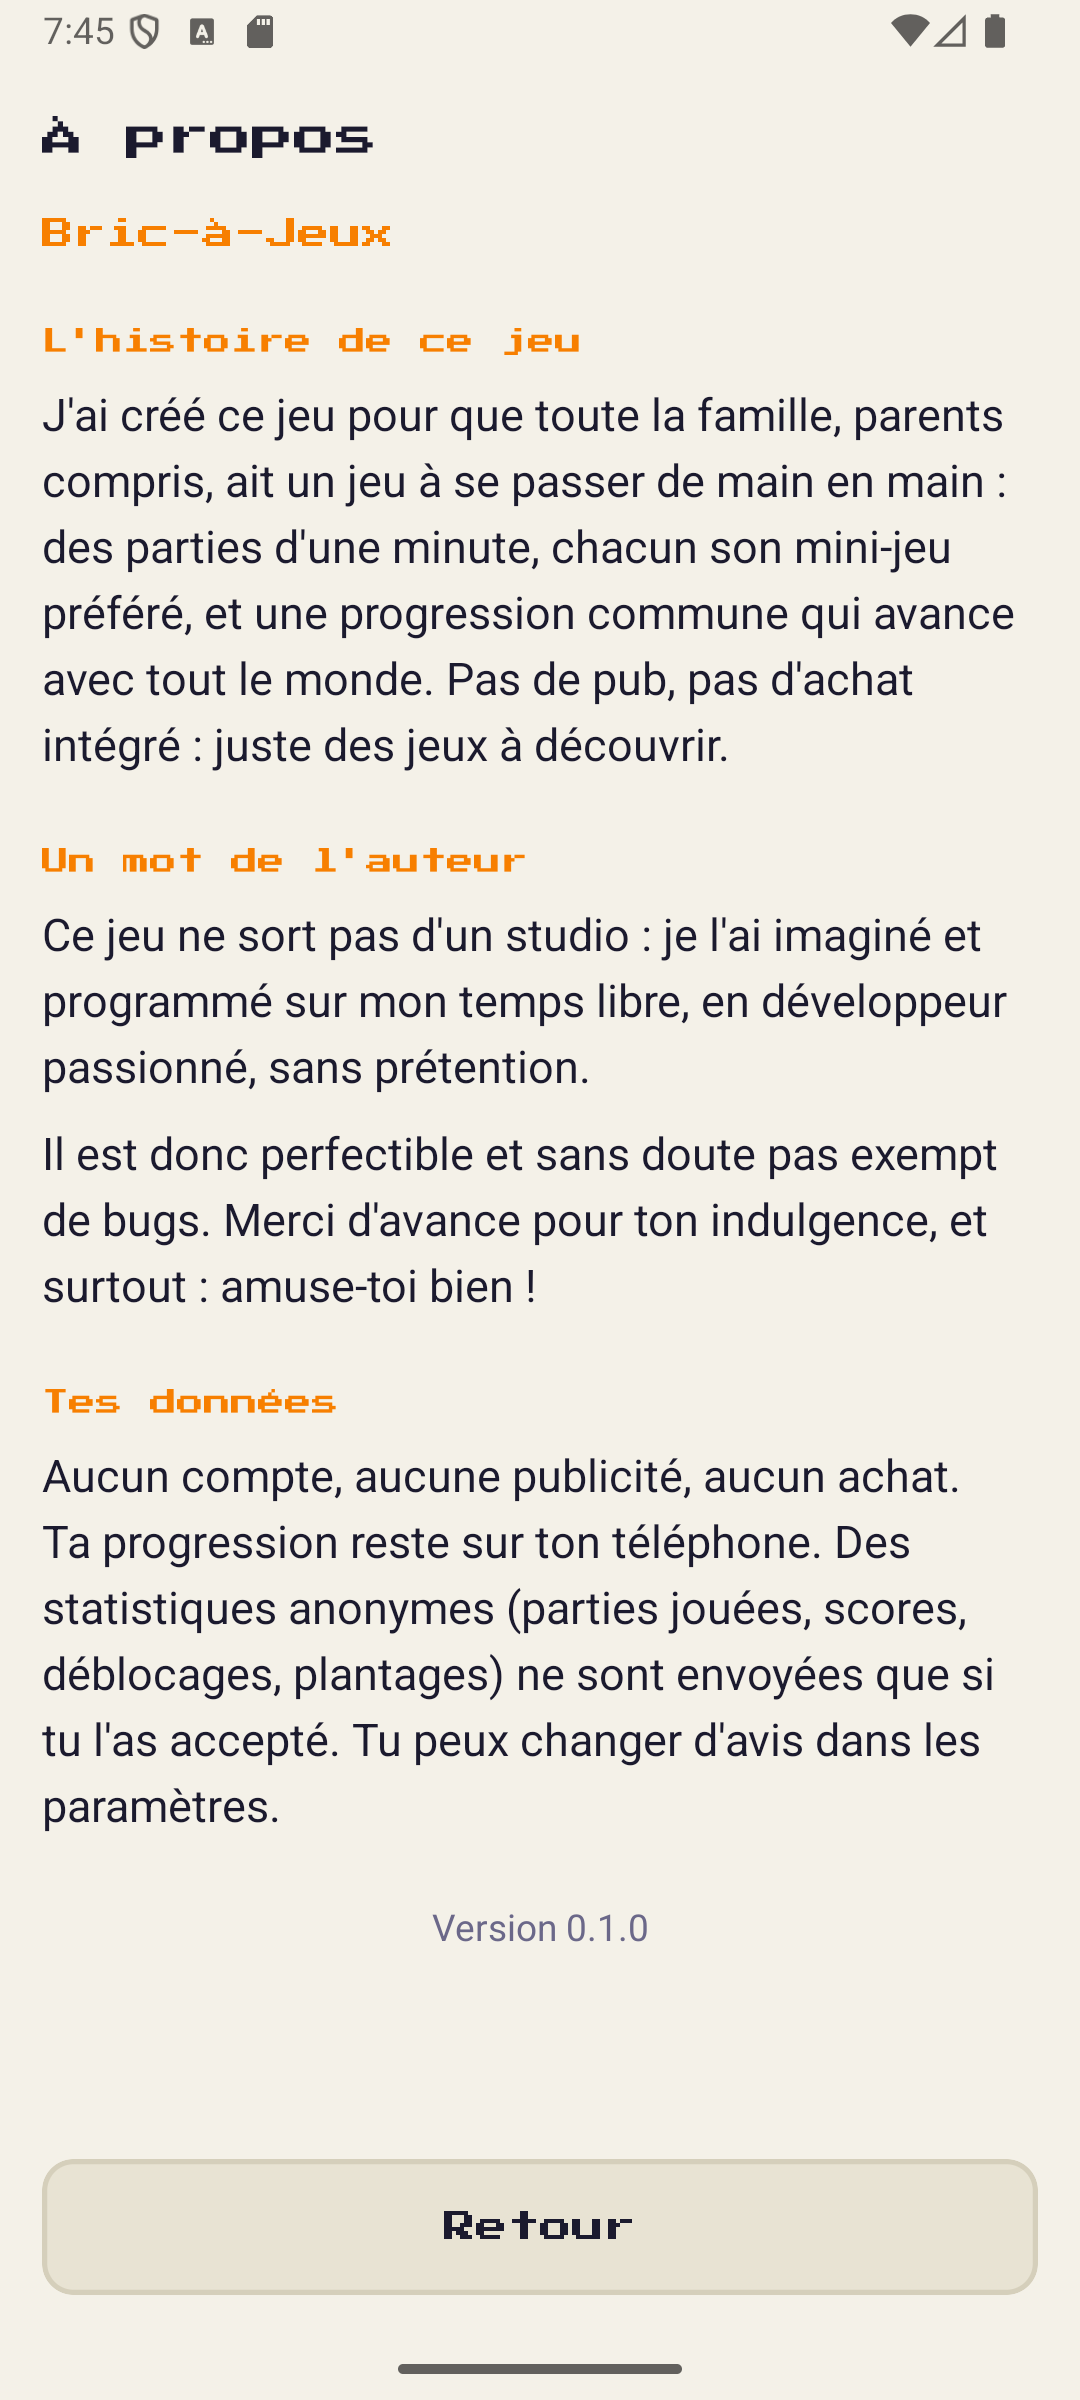 7:45
À propos
Bric-à-Jeux
L'histoire de ce jeu
J'ai créé ce jeu pour que toute la famille, parents
compris, ait un jeu à se passer de main en main :
des parties d'une minute, chacun son mini-jeu
préféré, et une progression commune qui avance
avec tout le monde. Pas de pub, pas d'achat
intégré : juste des jeux à découvrir.
Un mot de l'auteur
Ce jeu ne sort pas d'un studio : je l'ai imaginé et
programmé sur mon temps libre, en développeur
passionné, sans prétention.
Il est donc perfectible et sans doute pas exempt
de bugs. Merci d'avance pour ton indulgence, et
surtout : amuse-toi bien !
Tes données
Aucun compte, aucune publicité, aucun achat.
Ta progression reste sur ton téléphone. Des
statistiques anonymes (parties jouées, scores,
déblocages, plantages) ne sont envoyées que si
tu l'as accepté. Tu peux changer d'avis dans les
paramètres.
Version 0.1.0
Retour